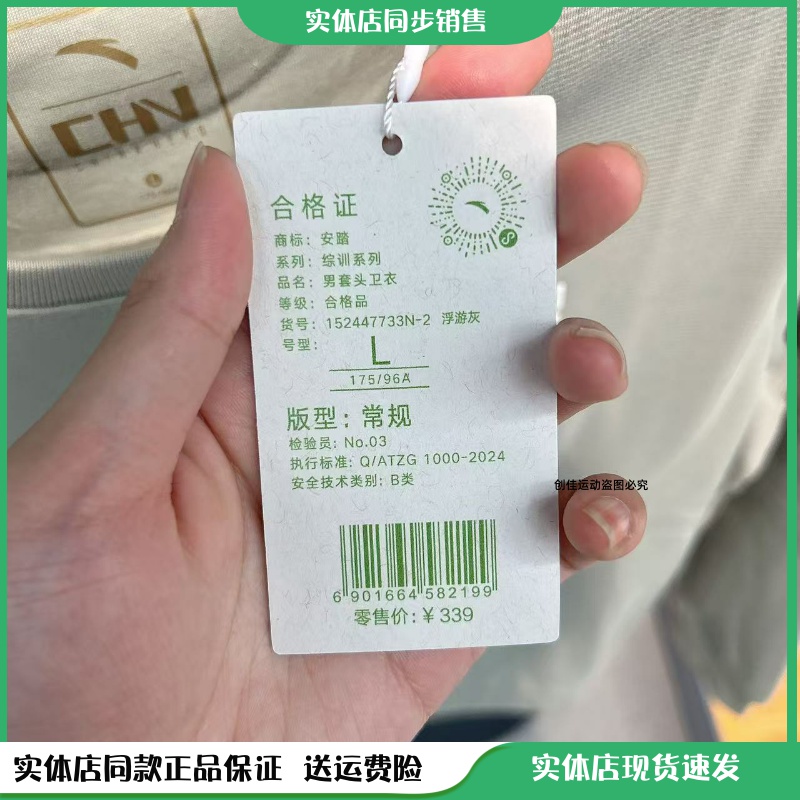 实体店同步销售
CHN
合格证
商标：安踏
系列：综训系列
品名：男套头卫衣
等级：合格品
货号：152447733N-2 浮游灰
号型：
L
175/96A
版型：常规
检验员：No.03
执行标准：Q/ATZG 1000-2024
安全技术类别：B类
创佳运动盗图必究
6 901664 582199
零售价：￥339
实体店同款正品保证 送运费险
实体店现货速发